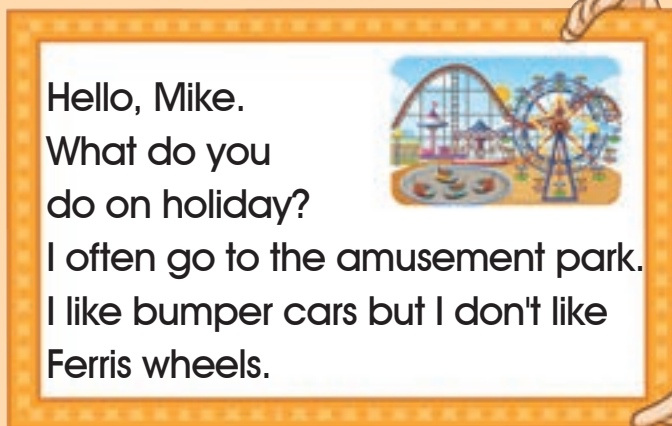 Hello, Mike.
What do you
do on holiday?
I often go to the amusement park.
I like bumper cars but I don't like
Ferris wheels.